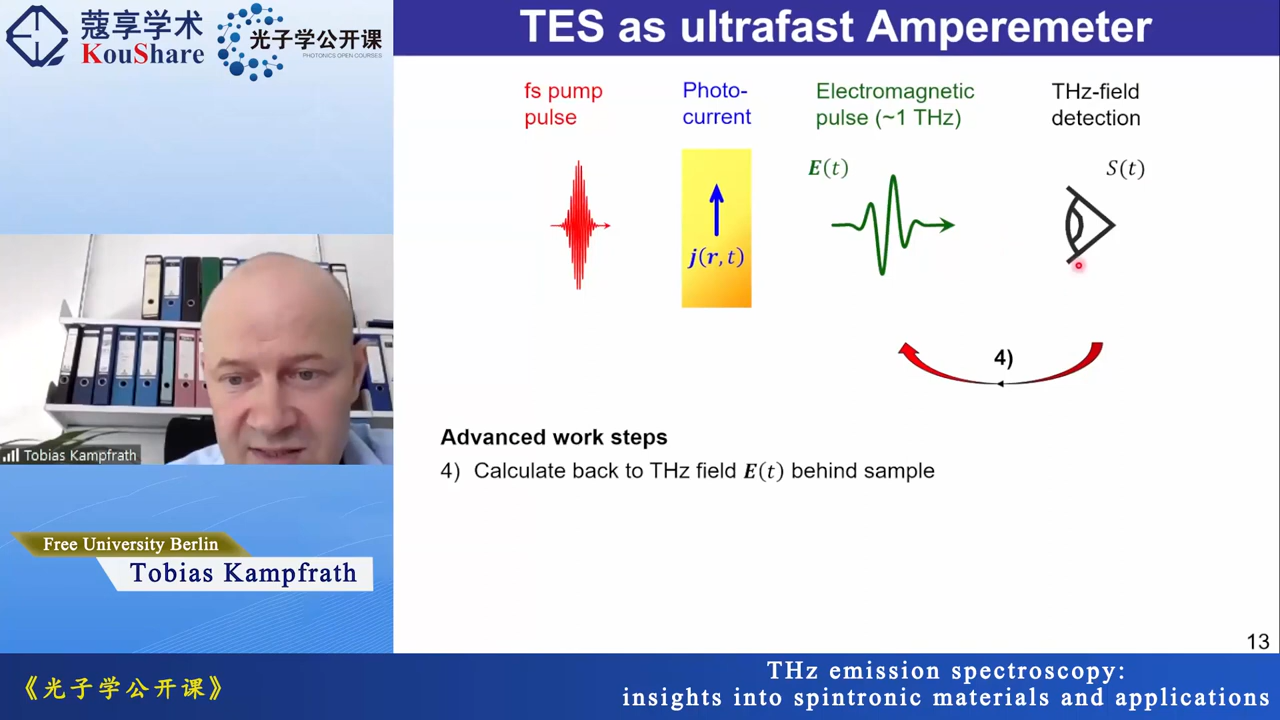 蔻享学术
KouShare
光子学公开课
PHOTONICS OPEN COURSES
TES as ultrafast Amperemeter
fs pump
pulse
Photo-
current
Electromagnetic
pulse (~1 THz)
THz-field
detection
E(t)
S(t)
j(r, t)
4)
Advanced work steps
4) Calculate back to THz field E(t) behind sample
Tobias Kampfrath
Free University Berlin
Tobias Kampfrath
13
《光子学公开课》
THz emission spectroscopy:
insights into spintronic materials and applications